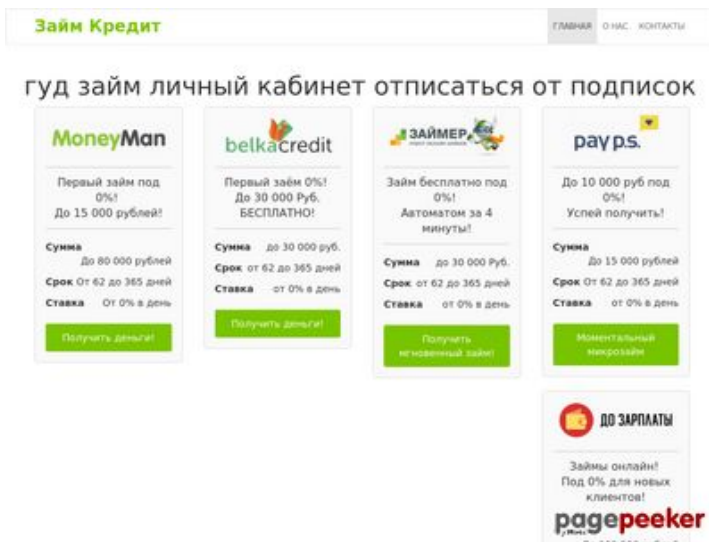 Займ Кредит
ГЛАВНАЯ О НАС КОНТАКТЫ
гуд займ личный кабинет отписаться от подписок
MoneyMan
Первый займ под
0%!
До 15 000 рублей!
Сумма
До 80 000 рублей
Срок От 62 до 365 дней
Ставка От 0% в день
Получить деньги!
belkacredit
Первый заём 0%!
До 30 000 Руб.
БЕСПЛАТНО!
Сумма до 30 000 руб.
Срок от 62 до 365 дней
Ставка от 0% в день
Получить деньги!
ЗАЙМЕР
Займ бесплатно под
0%!
Автоматом за 4
минуты!
Сумма до 30 000 Руб.
Срок от 62 до 365 дней
Ставка от 0% в день
Получить
мгновенный займ!
pay p.s.
До 10 000 руб под
0%!
Успей получить!
Сумма
До 15 000 рублей
Срок От 62 до 365 дней
Ставка от 0% в день
Моментальный
микрозайм
ДО ЗАРПЛАТЫ
Займы онлайн!
Под 0% для новых
клиентов!
pagepeeker